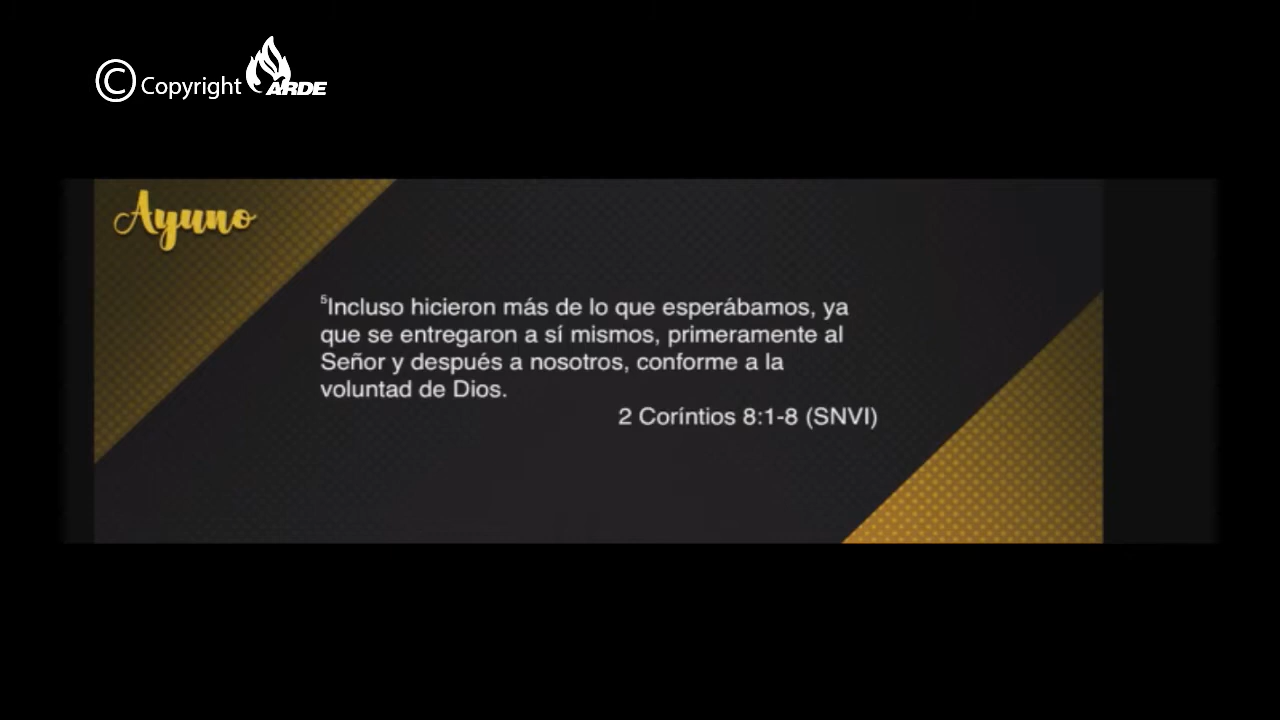 © Copyright ARDE
Ayuno
⁵Incluso hicieron más de lo que esperábamos, ya
que se entregaron a sí mismos, primeramente al
Señor y después a nosotros, conforme a la
voluntad de Dios.
2 Coríntios 8:1-8 (SNVI)